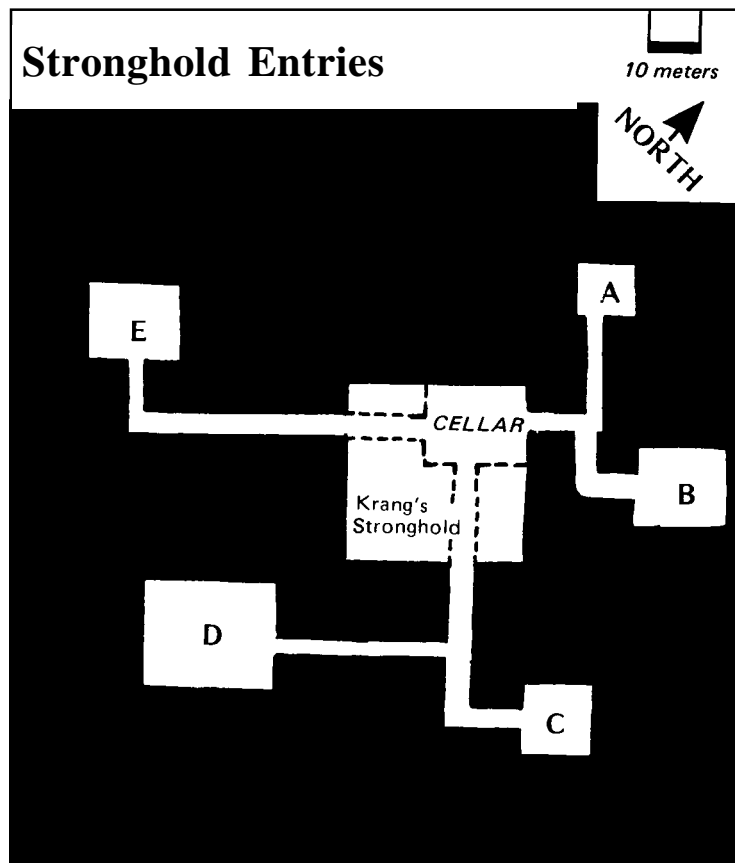 Stronghold Entries
10 meters
NORTH
A
E
CELLAR
B
Krang's
Stronghold
D
C